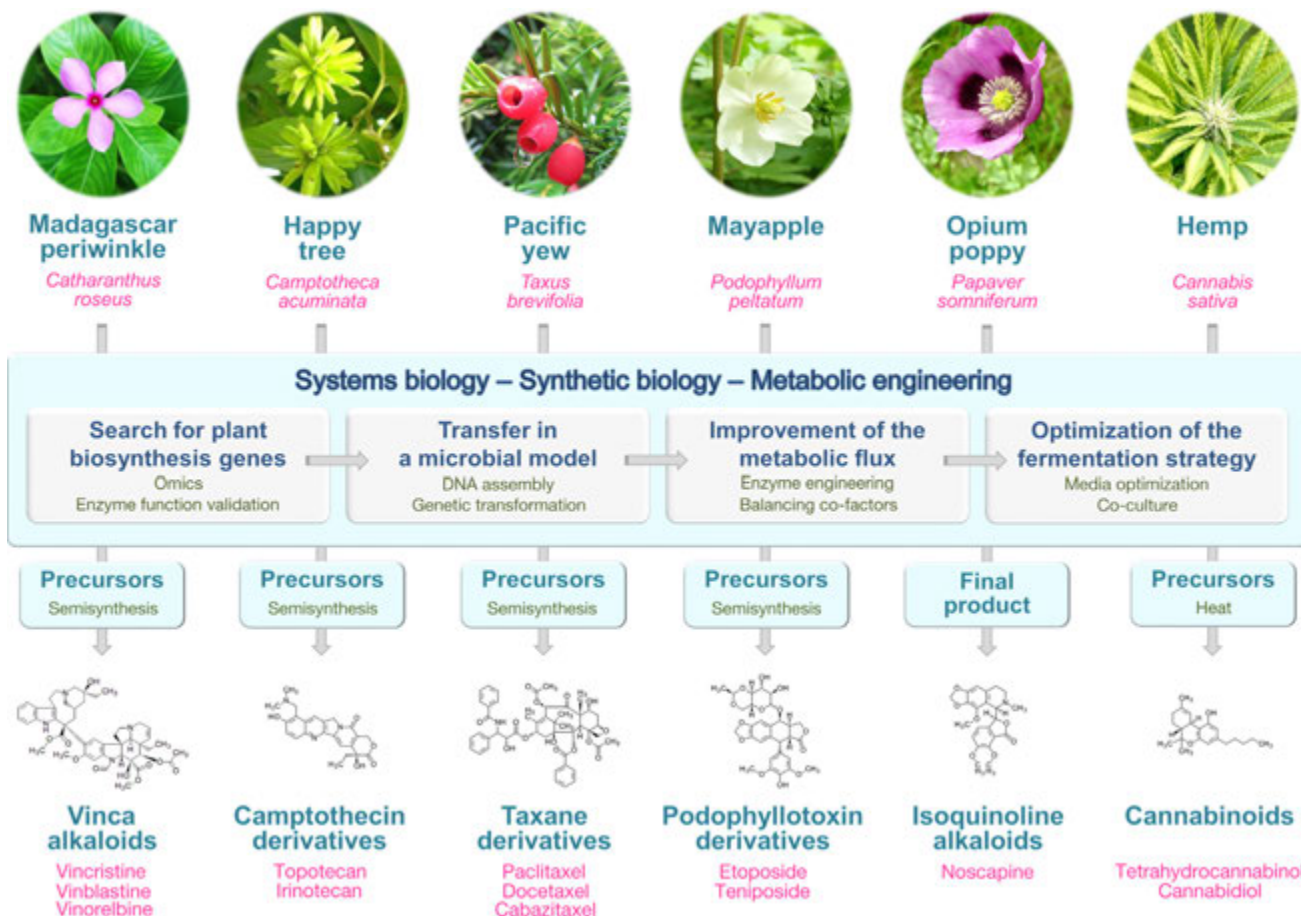 Madagascar
periwinkle
Catharanthus
roseus
Happy
tree
Camptotheca
acuminata
Pacific
yew
Taxus
brevifolia
Mayapple
Podophyllum
peltatum
Opium
poppy
Papaver
somniferum
Hemp
Cannabis
sativa
Systems biology – Synthetic biology – Metabolic engineering
Search for plant
biosynthesis genes
Omics
Enzyme function validation
Transfer in
a microbial model
DNA assembly
Genetic transformation
Improvement of the
metabolic flux
Enzyme engineering
Balancing co-factors
Optimization of the
fermentation strategy
Media optimization
Co-culture
Precursors
Semisynthesis
Precursors
Semisynthesis
Precursors
Semisynthesis
Precursors
Semisynthesis
Final
product
Precursors
Heat
Vinca
alkaloids
Vincristine
Vinblastine
Vinorelbine
Camptothecin
derivatives
Topotecan
Irinotecan
Taxane
derivatives
Paclitaxel
Docetaxel
Cabazitaxel
Podophyllotoxin
derivatives
Etoposide
Teniposide
Isoquinoline
alkaloids
Noscapine
Cannabinoids
Tetrahydrocannabinol
Cannabidiol